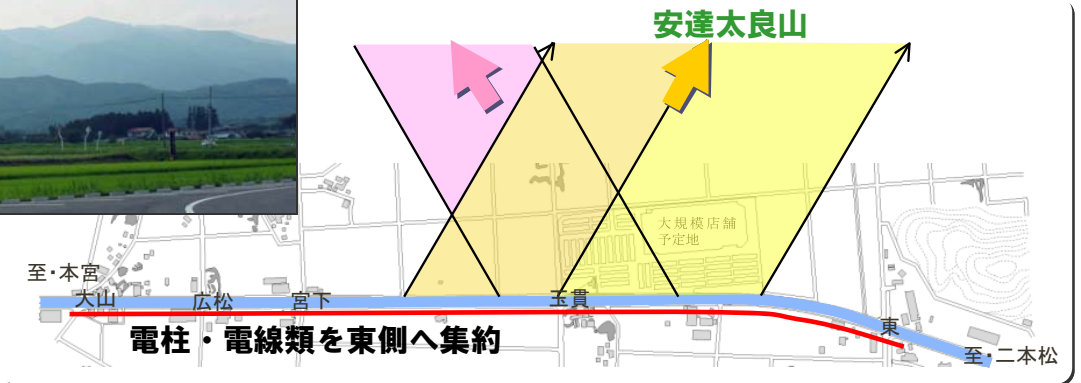 安達太良山
大規模店舗
予定地
至・本宮
大山
広松
宮下
玉貫
東
電柱・電線類を東側へ集約
至・二本松